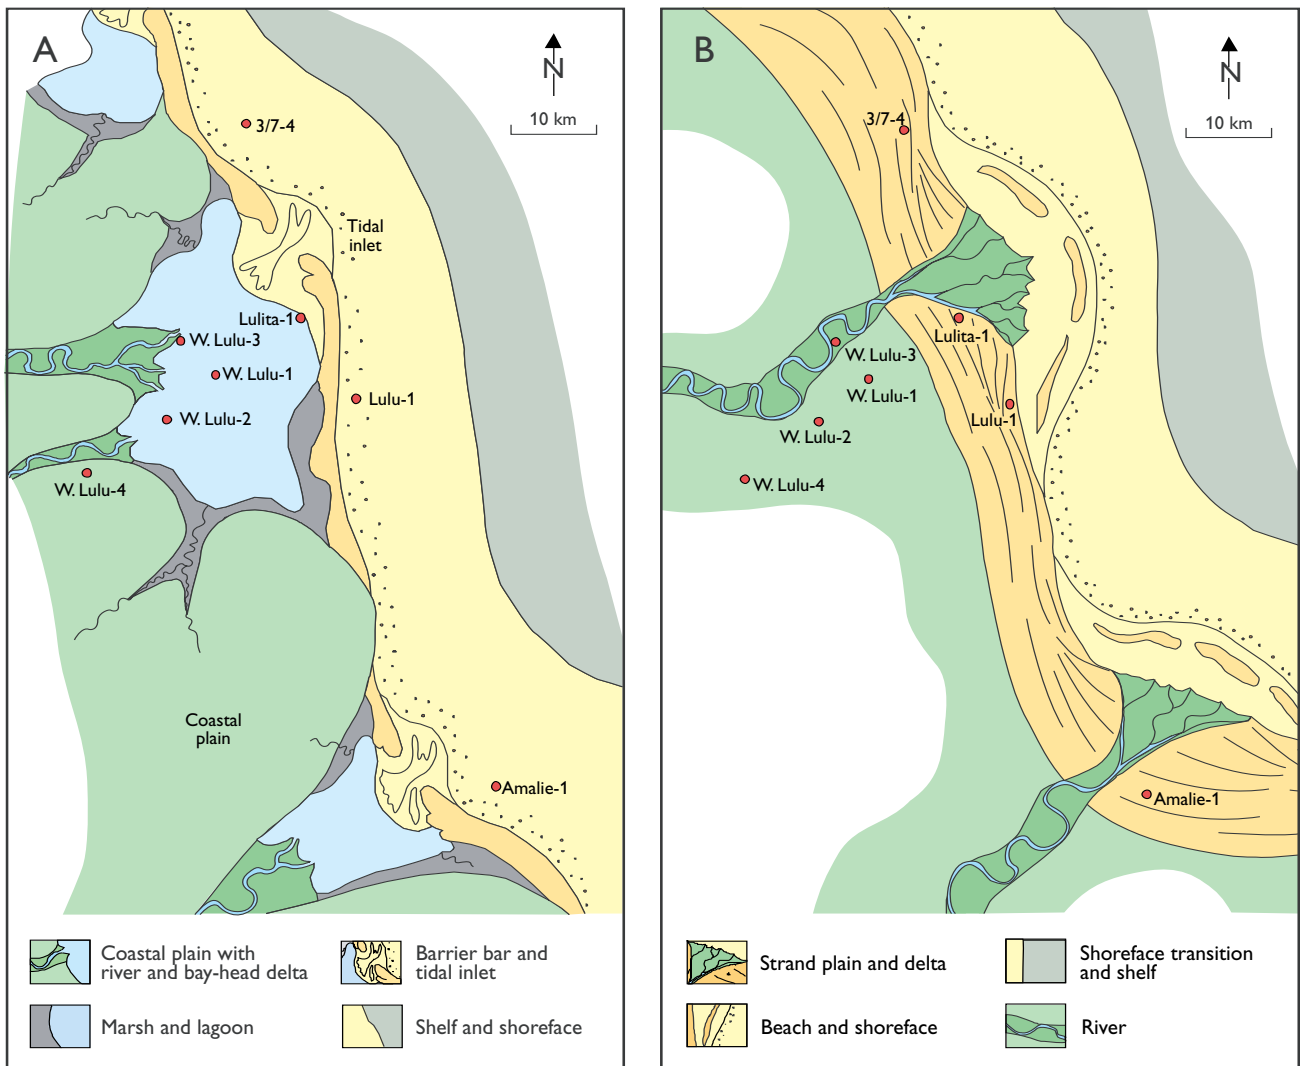 A
N
10 km
3/7-4
Tidal
inlet
Lulita-1
W. Lulu-3
W. Lulu-1
Lulu-1
W. Lulu-2
W. Lulu-4
Coastal
plain
Amalie-1
Coastal plain with
river and bay-head delta
Barrier bar and
tidal inlet
Marsh and lagoon
Shelf and shoreface
B
N
10 km
3/7-4
Lulita-1
W. Lulu-3
W. Lulu-1
Lulu-1
W. Lulu-2
W. Lulu-4
Amalie-1
Strand plain and delta
Shoreface transition
and shelf
Beach and shoreface
River